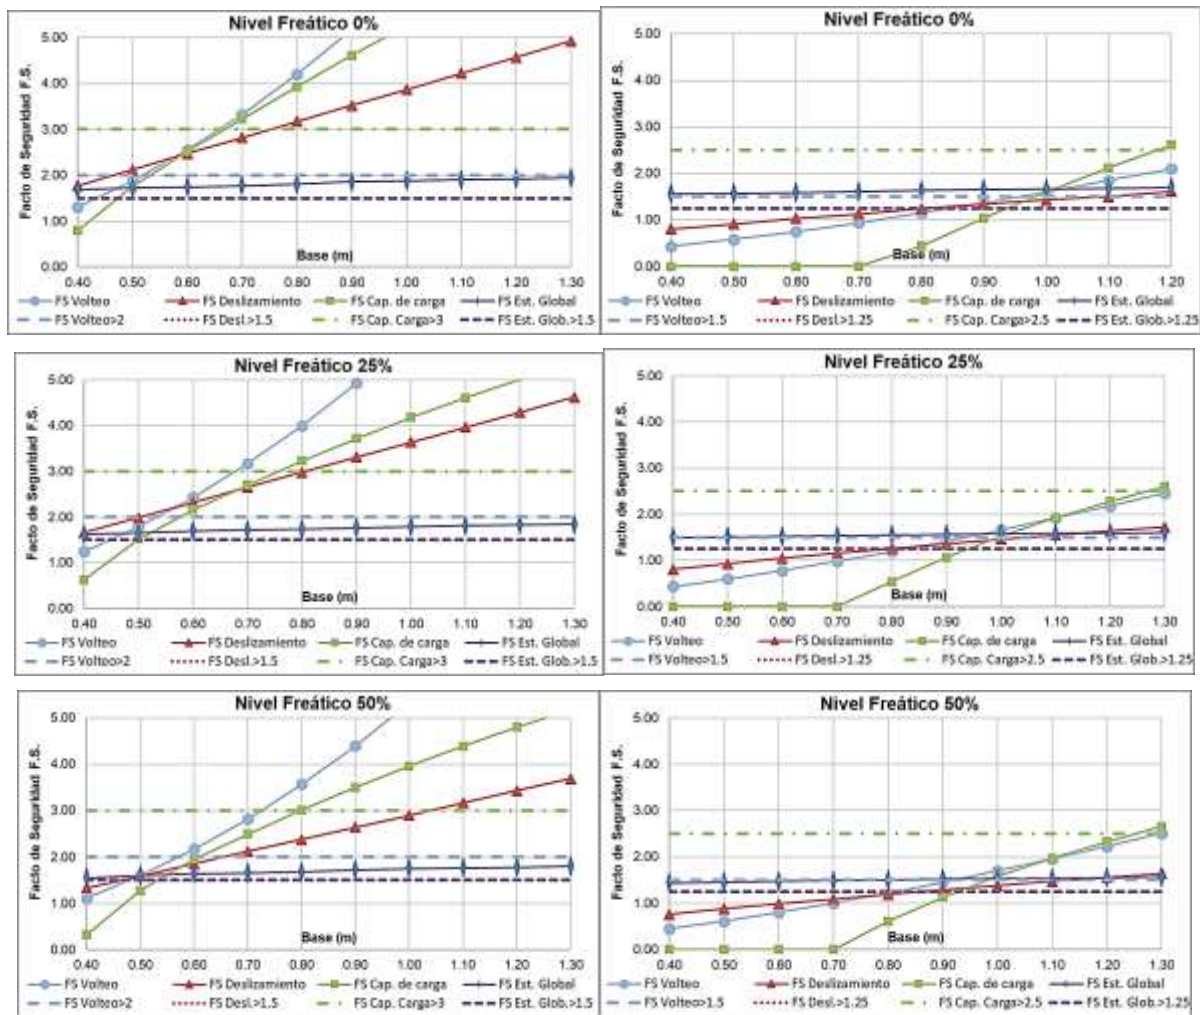 Nivel Freático 0%
Facto de Seguridad F.S.
5.00
4.00
3.00
2.00
1.00
0.00
Base (m)
0.40 0.50 0.60 0.70 0.80 0.90 1.00 1.10 1.20 1.30
FS Volteo FS Deslizamiento FS Cap. de carga FS Est. Global
FS Volteo>2 FS Desl.>1.5 FS Cap. Carga>3 FS Est. Glob.>1.5
Nivel Freático 0%
Facto de Seguridad F.S.
5.00
4.00
3.00
2.00
1.00
0.00
Base (m)
0.40 0.50 0.60 0.70 0.80 0.90 1.00 1.10 1.20
FS Volteo FS Deslizamiento FS Cap. de carga FS Est. Global
FS Volteo>1.5 FS Desl.>1.25 FS Cap. Carga>2.5 FS Est. Glob.>1.25
Nivel Freático 25%
Facto de Seguridad F.S.
5.00
4.00
3.00
2.00
1.00
0.00
Base (m)
0.40 0.50 0.60 0.70 0.80 0.90 1.00 1.10 1.20 1.30
FS Volteo FS Deslizamiento FS Cap. de carga FS Est. Global
FS Volteo>2 FS Desl.>1.5 FS Cap. Carga>3 FS Est. Glob.>1.5
Nivel Freático 25%
Facto de Seguridad F.S.
5.00
4.00
3.00
2.00
1.00
0.00
Base (m)
0.40 0.50 0.60 0.70 0.80 0.90 1.00 1.10 1.20 1.30
FS Volteo FS Deslizamiento FS Cap. de carga FS Est. Global
FS Volteo>1.5 FS Desl.>1.25 FS Cap. Carga>2.5 FS Est. Glob.>1.25
Nivel Freático 50%
Facto de Seguridad F.S.
5.00
4.00
3.00
2.00
1.00
0.00
Base (m)
0.40 0.50 0.60 0.70 0.80 0.90 1.00 1.10 1.20 1.30
FS Volteo FS Deslizamiento FS Cap. de carga FS Est. Global
FS Volteo>2 FS Desl.>1.5 FS Cap. Carga>3 FS Est. Glob.>1.5
Nivel Freático 50%
Facto de Seguridad F.S.
5.00
4.00
3.00
2.00
1.00
0.00
Base (m)
0.40 0.50 0.60 0.70 0.80 0.90 1.00 1.10 1.20 1.30
FS Volteo FS Deslizamiento FS Cap. de carga FS Est. Global
FS Volteo>1.5 FS Desl.>1.25 FS Cap. Carga>2.5 FS Est. Glob.>1.25